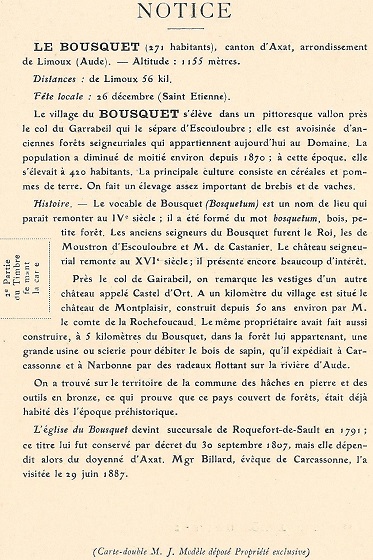 NOTICE
LE BOUSQUET (271 habitants), canton d'Axat, arrondissement
de Limoux (Aude). — Altitude : 1155 mètres.
Distances : de Limoux 56 kil.
Fête locale : 26 décembre (Saint Etienne).
Le village du BOUSQUET s'élève dans un pittoresque vallon près
le col du Garrabeil qui le sépare d'Escouloubre ; elle est avoisinée d'an-
ciennes forêts seigneuriales qui appartiennent aujourd'hui au Domaine. La
population a diminué de moitié environ depuis 1870 ; à cette époque, elle
s'élevait à 420 habitants. La principale culture consiste en céréales et pom-
mes de terre. On fait un élevage assez important de brebis et de vaches.
Histoire. — Le vocable de Bousquet (Bosquetum) est un nom de lieu qui
parait remonter au IVe siècle ; il a été formé du mot bosquetum, bois, pe-
tite forêt. Les anciens seigneurs du Bousquet furent le Roi, les de
Moustron d'Escouloubre et M. de Castanier. Le château seigneu-
rial remonte au XVIe siècle ; il présente encore beaucoup d'intérêt.
Près le col de Gairabeil, on remarque les vestiges d'un autre
château appelé Castel d'Ort. A un kilomètre du village est situé le
château de Montplaisir, construit depuis 50 ans environ par M.
le comte de la Rochefoucaud. Le même propriétaire avait fait aussi
construire, à 5 kilomètres du Bousquet, dans la forêt lui appartenant, une
grande usine ou scierie pour débiter le bois de sapin, qu'il expédiait à Car-
cassonne et à Narbonne par des radeaux flottant sur la rivière d'Aude.
On a trouvé sur le territoire de la commune des hâches en pierre et des
outils en bronze, ce qui prouve que ce pays couvert de forêts, était déjà
habité dès l'époque préhistorique.
L'église du Bousquet devint succursale de Roquefort-de-Sault en 1791 ;
ce titre lui fut conservé par décret du 30 septembre 1807, mais elle dépen-
dit alors du doyenné d'Axat. Mgr Billard, évèque de Carcassonne, l'a
visitée le 29 juin 1887.
2e Partie
du Timbre
fermant
la carte
(Carte-double M. J. Modèle déposé Propriété exclusive)